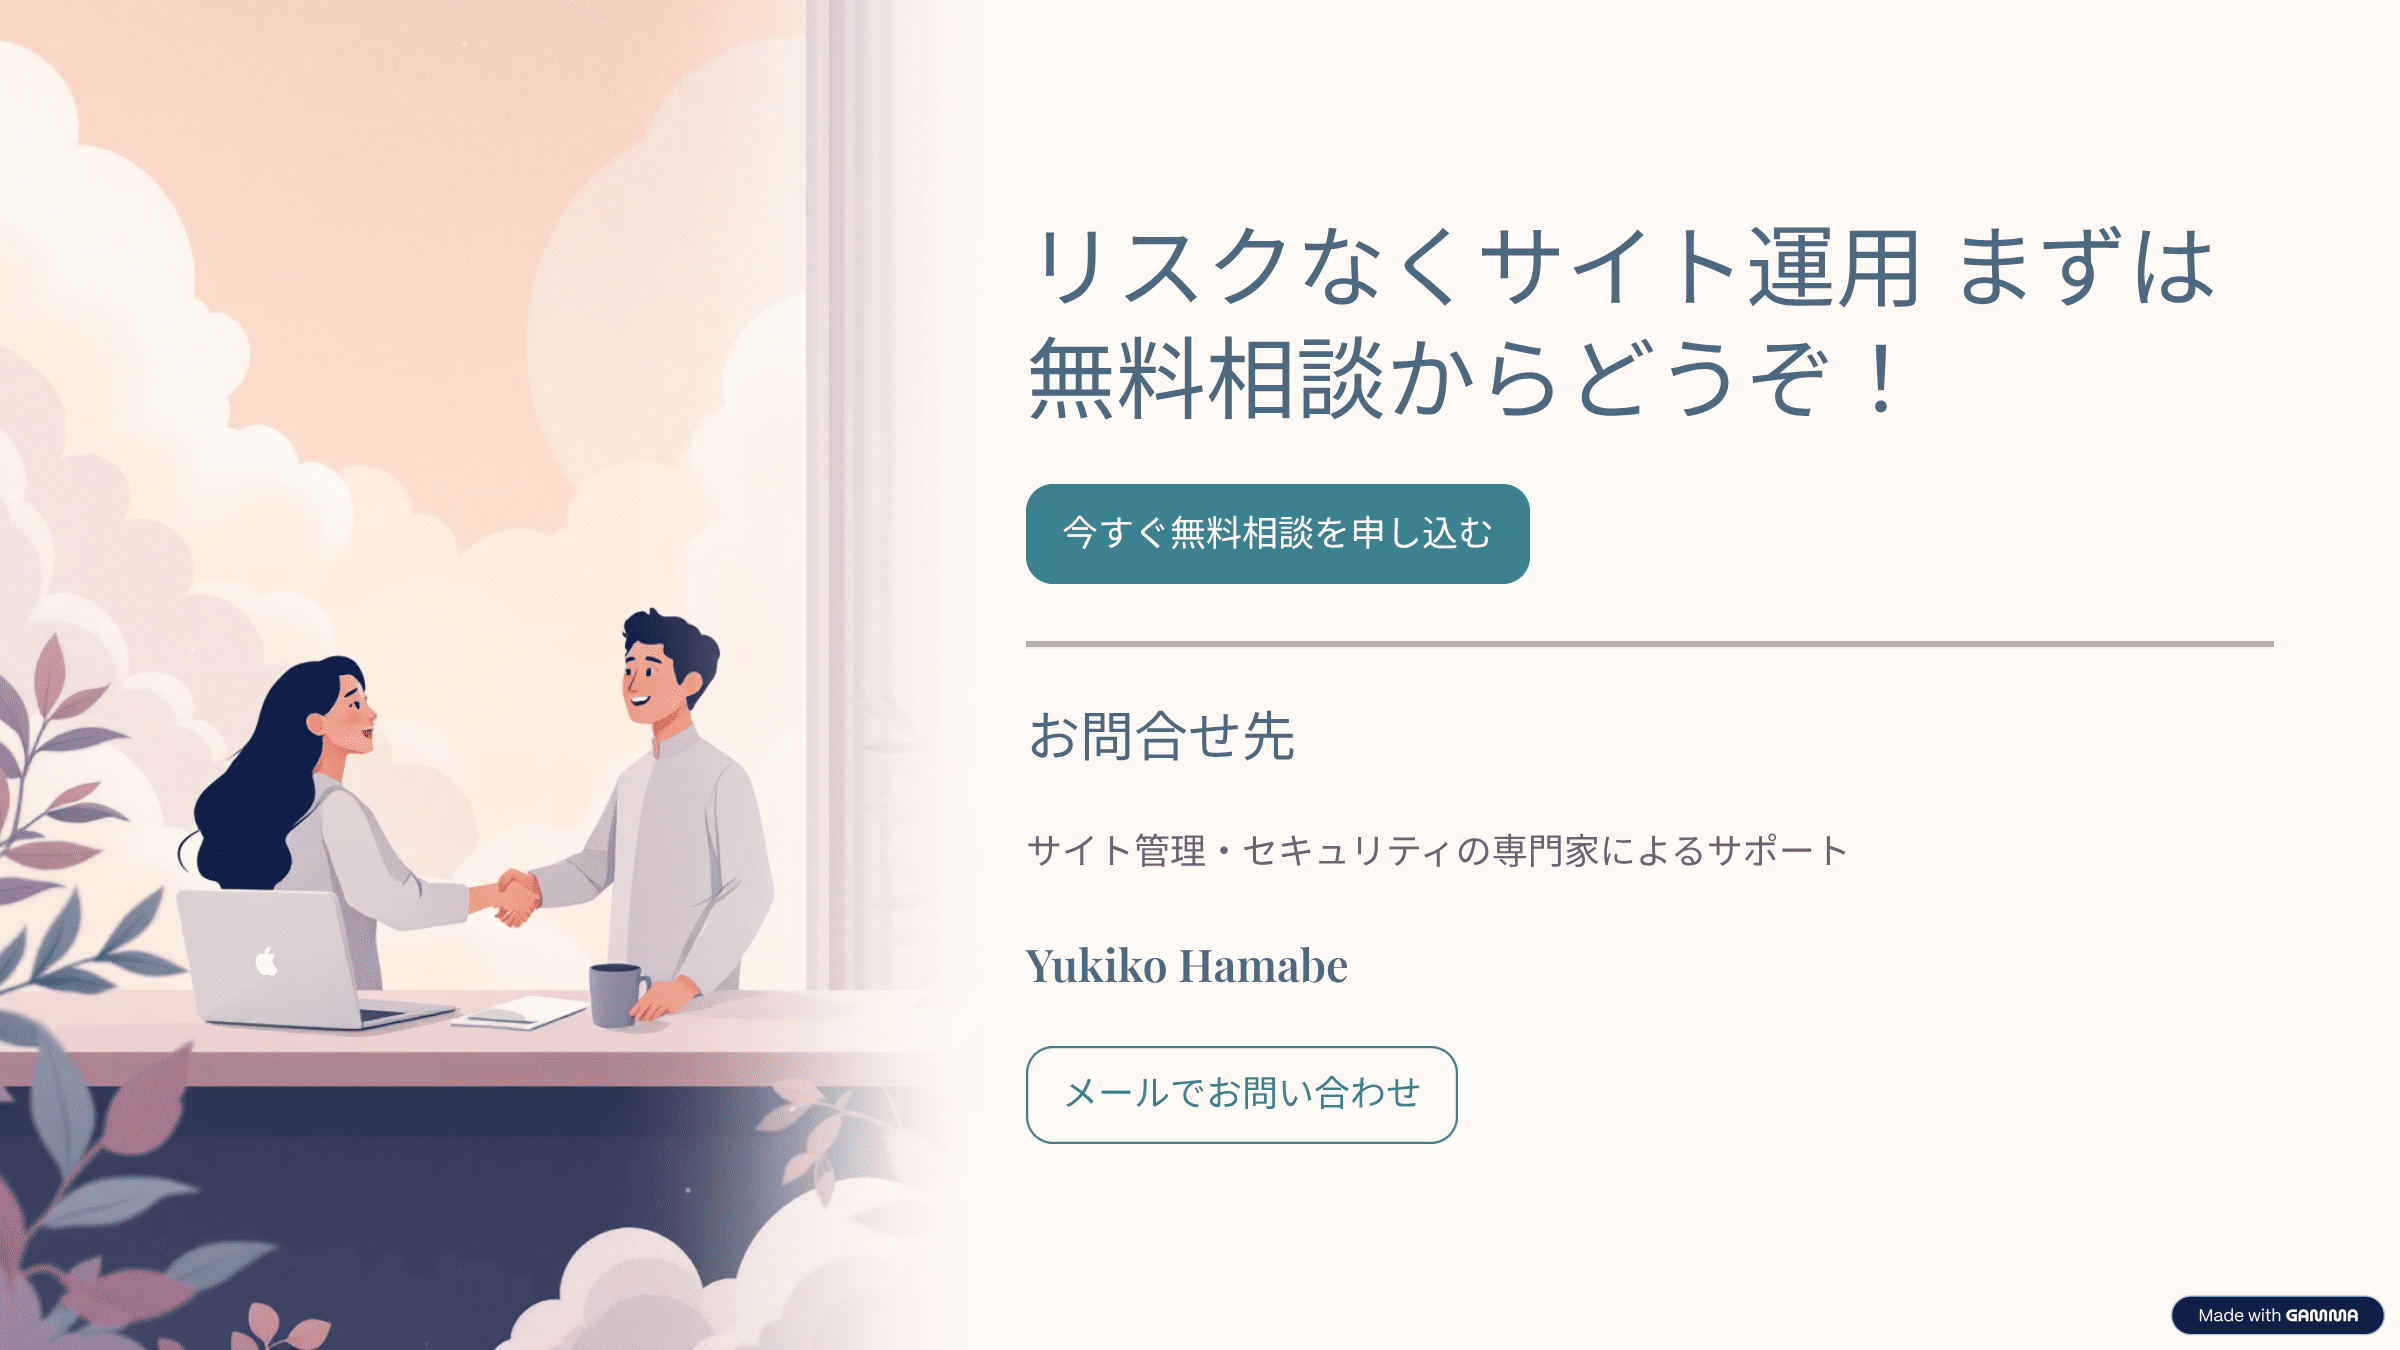 リスクなくサイト運用 まずは
無料相談からどうぞ！
今すぐ無料相談を申し込む
お問合せ先
サイト管理・セキュリティの専門家によるサポート
Yukiko Hamabe
メールでお問い合わせ
Made with GAMMA